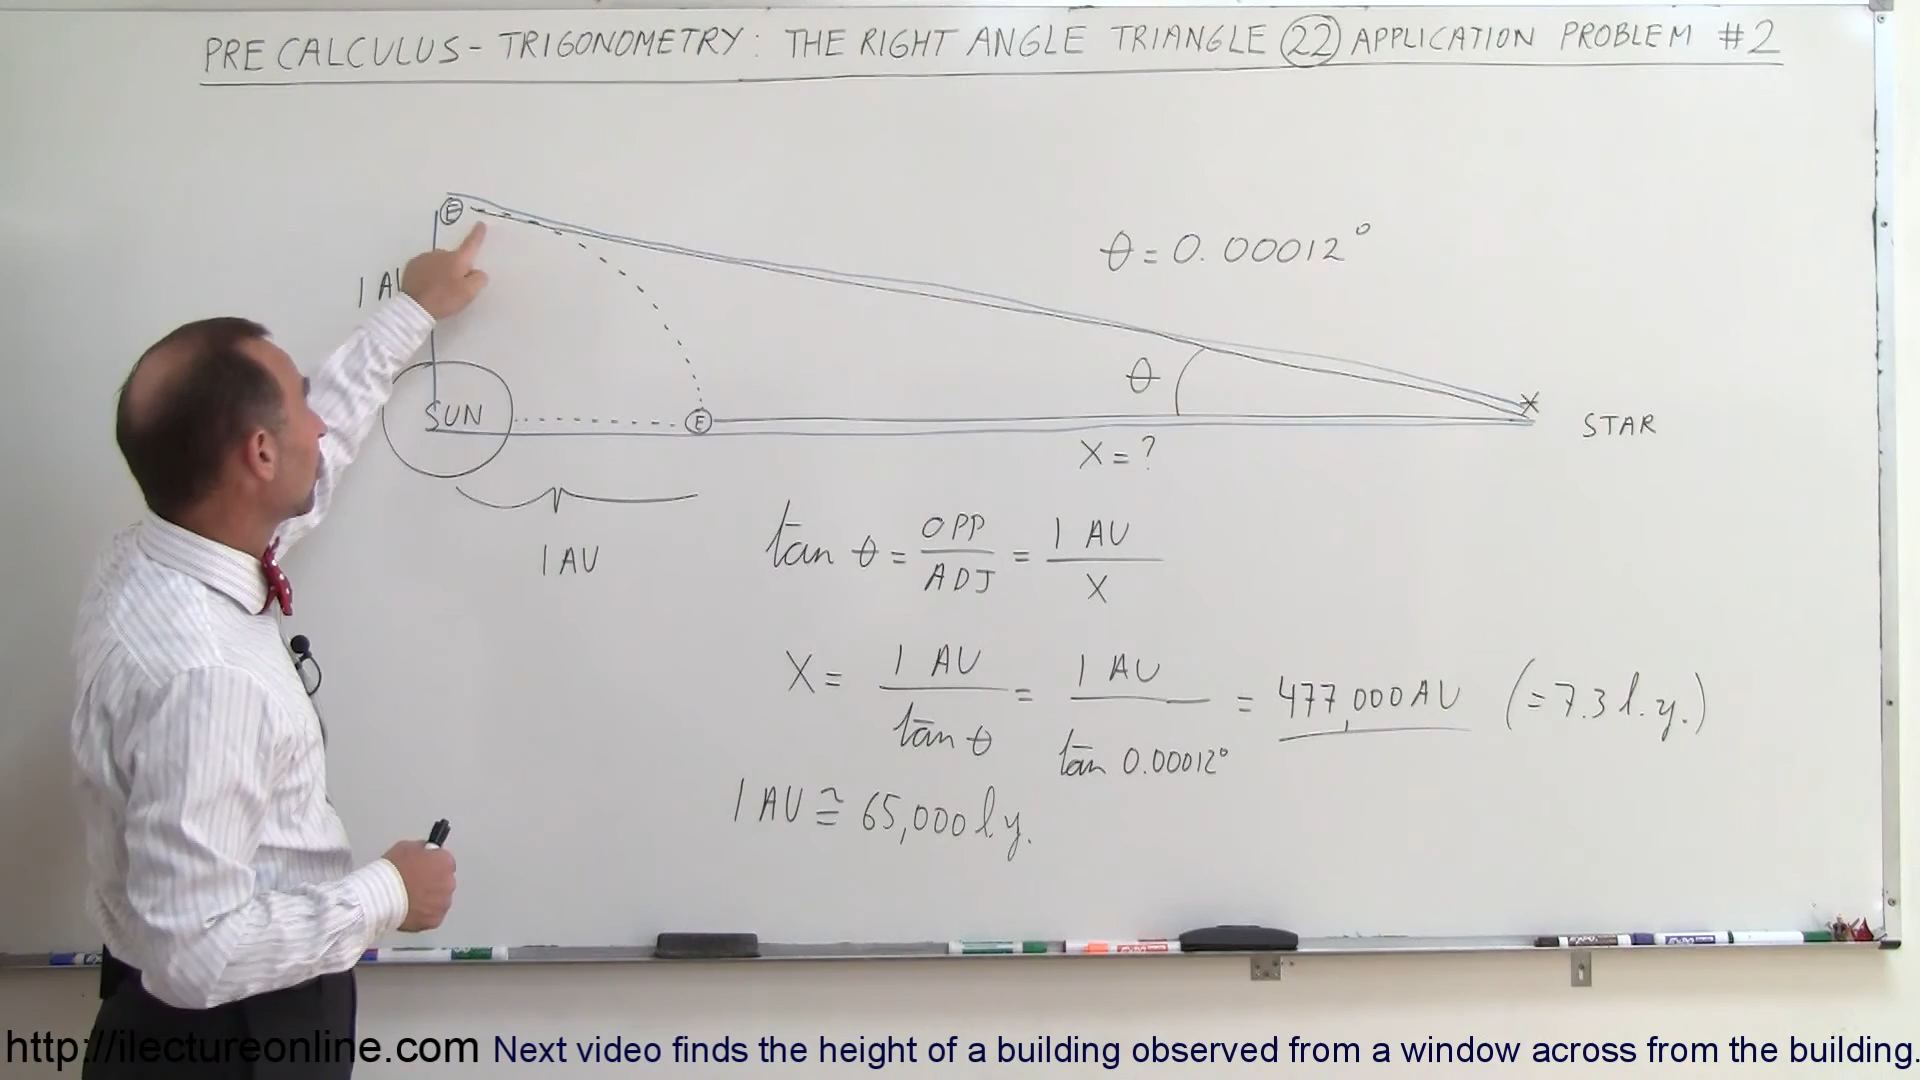 PRE CALCULUS - TRIGONOMETRY: THE RIGHT ANGLE TRIANGLE 22 APPLICATION PROBLEM #2
E
θ = 0.00012°
1 AU
θ
SUN
E
X
STAR
X = ?
1 AU
tan θ = OPP/ADJ = 1 AU/X
X = 1 AU/tan θ = 1 AU/tan 0.00012° = 477,000 AU (= 7.3 l.y.)
1 AU ≅ 65,000 l.y.
EXPO
http://ilectureonline.com Next video finds the height of a building observed from a window across from the building.